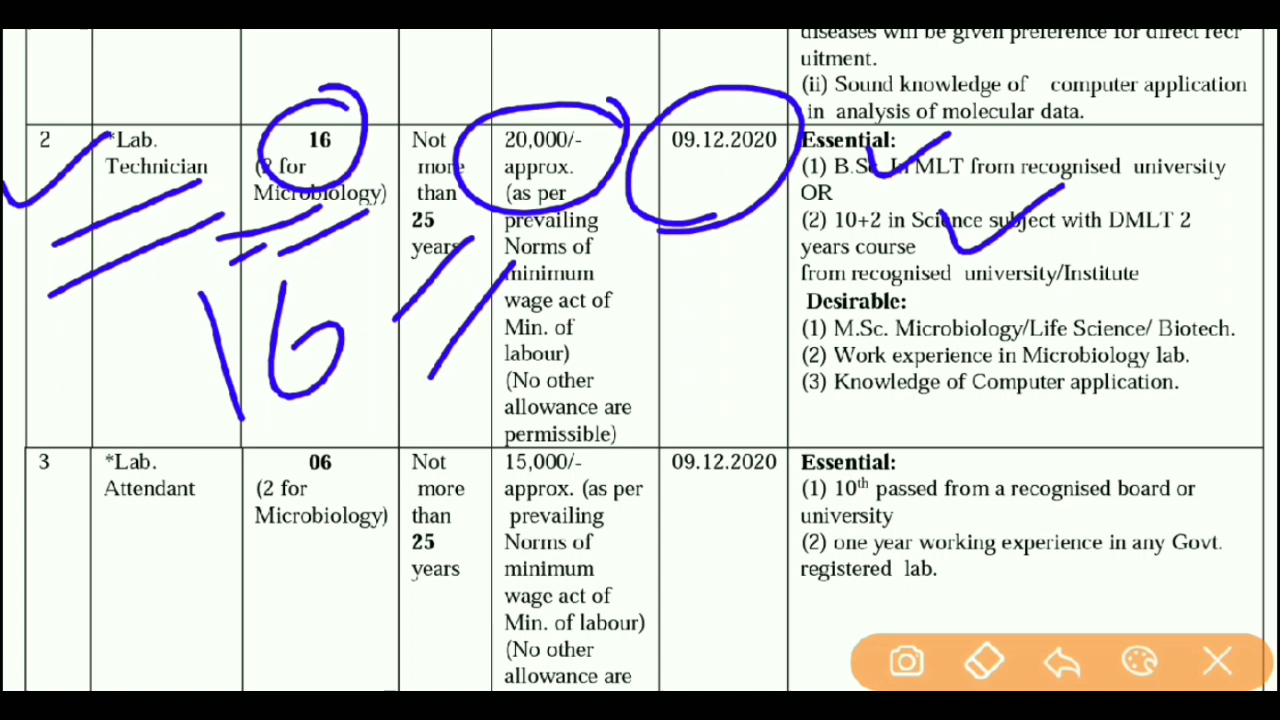 diseases will be given preference for direct recr
uitment.
(ii) Sound knowledge of computer application
in analysis of molecular data.
2
*Lab.
Technician
16
(2 for
Microbiology)
Not
more
than
25
years
20,000/-
approx.
(as per
prevailing
Norms of
minimum
wage act of
Min. of
labour)
(No other
allowance are
permissible)
09.12.2020
Essential:
(1) B.Sc. In MLT from recognised university
OR
(2) 10+2 in Science subject with DMLT 2
years course
from recognised university/Institute
Desirable:
(1) M.Sc. Microbiology/Life Science/ Biotech.
(2) Work experience in Microbiology lab.
(3) Knowledge of Computer application.
16
3
*Lab.
Attendant
06
(2 for
Microbiology)
Not
more
than
25
years
15,000/-
approx. (as per
prevailing
Norms of
minimum
wage act of
Min. of labour)
(No other
allowance are
09.12.2020
Essential:
(1) 10th passed from a recognised board or
university
(2) one year working experience in any Govt.
registered lab.